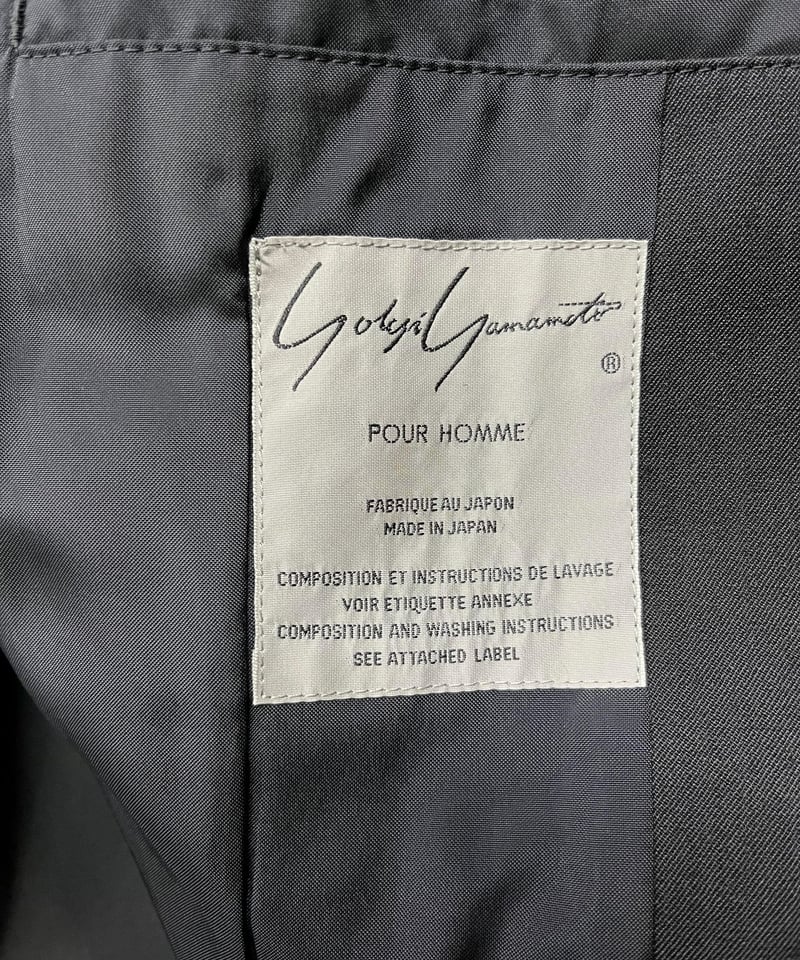 Yohji Yamamoto
®
POUR HOMME
FABRIQUE AU JAPON
MADE IN JAPAN
COMPOSITION ET INSTRUCTIONS DE LAVAGE
VOIR ETIQUETTE ANNEXE
COMPOSITION AND WASHING INSTRUCTIONS
SEE ATTACHED LABEL